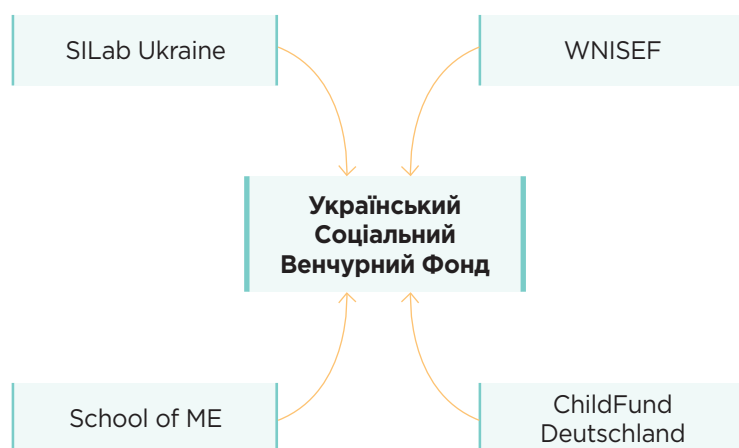 SILab Ukraine
WNISEF
Український
Соціальний
Венчурний Фонд
School of ME
ChildFund
Deutschland